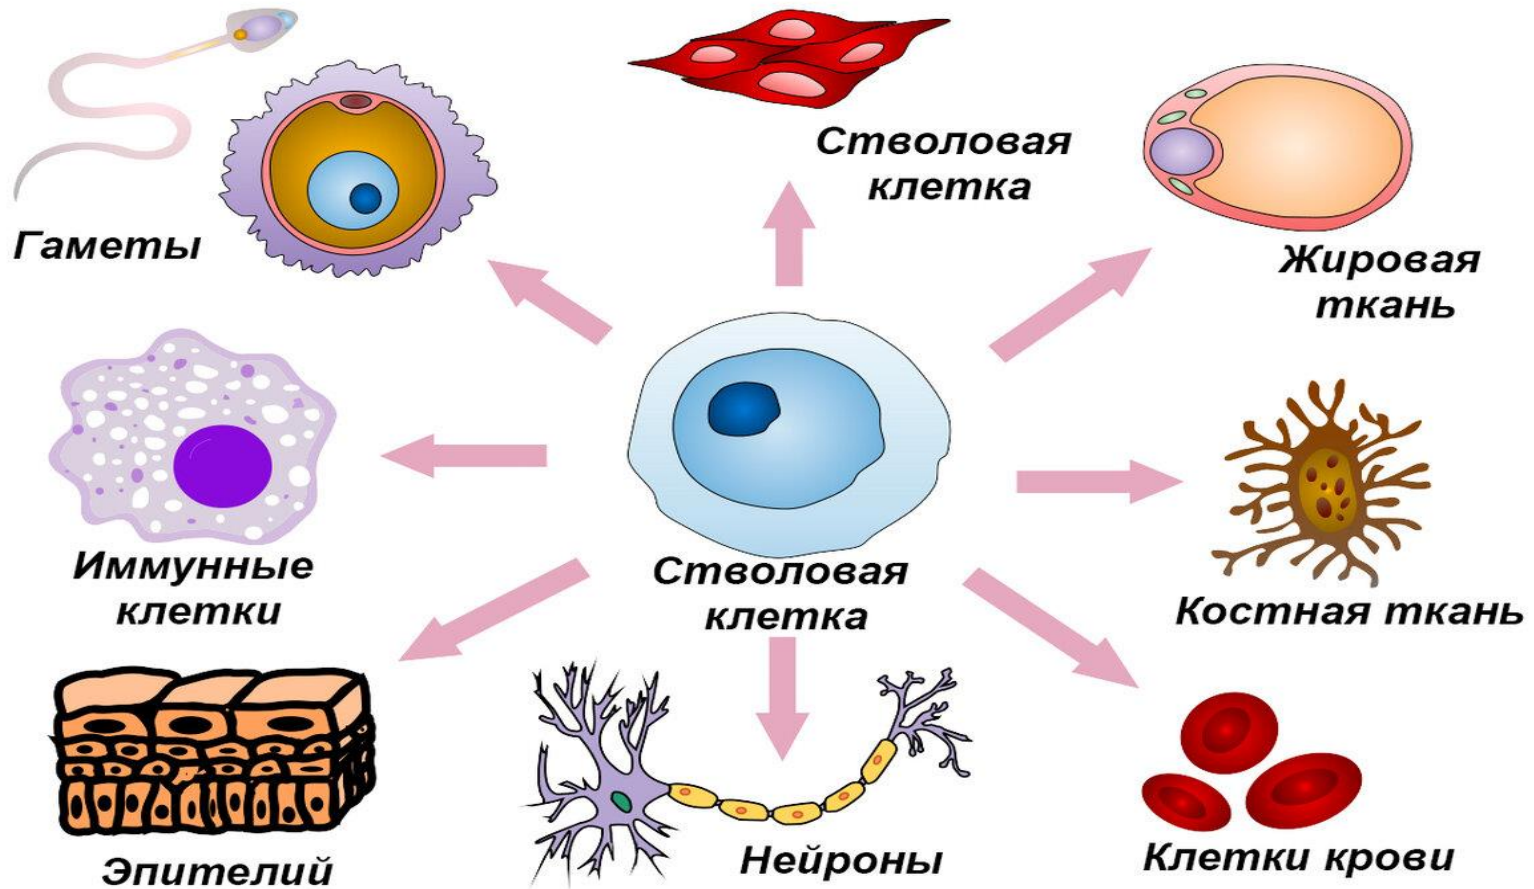 Стволовая
клетка
Гаметы
Жировая
ткань
Иммунные
клетки
Стволовая
клетка
Костная ткань
Эпителий
Нейроны
Клетки крови